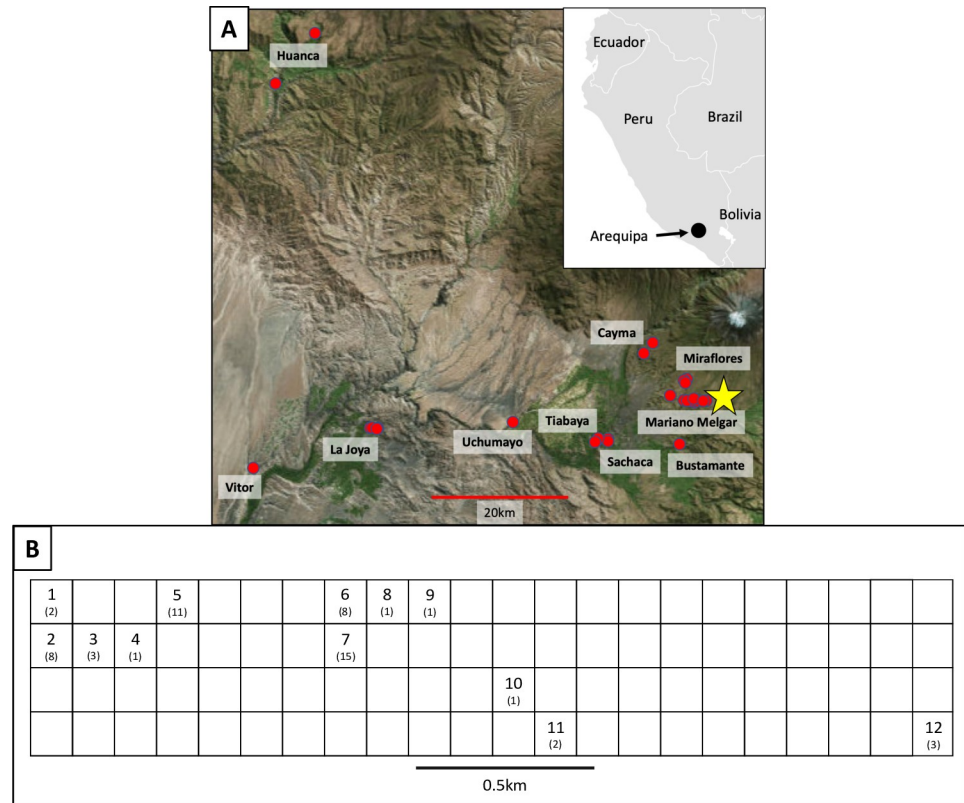 A
Huanca
Ecuador
Peru
Brazil
Bolivia
Arequipa
Cayma
Miraflores
Mariano Melgar
Tiabaya
Uchumayo
Sachaca
Bustamante
La Joya
Vitor
20km
B
1 5 6 8 9
(2) (11) (8) (1) (1)
2 3 4 7
(8) (3) (1) (15)
10
(1)
11 12
(2) (3)
0.5km